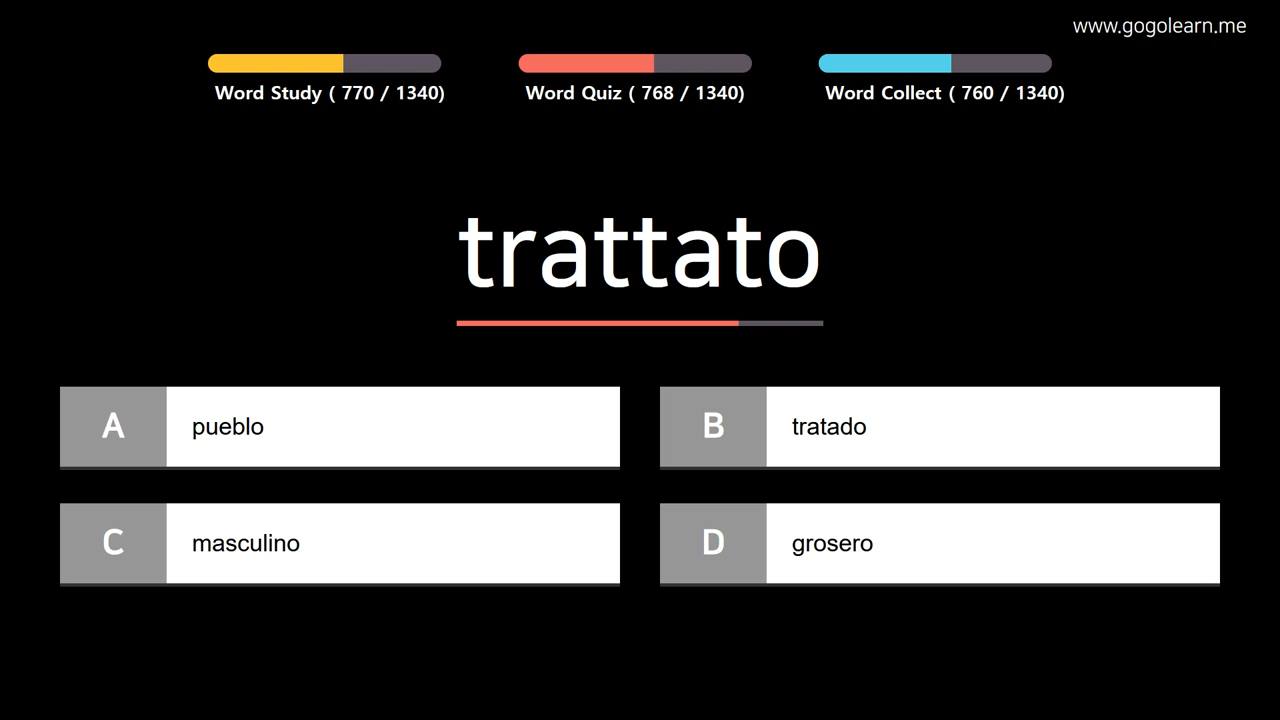 www.gogolearn.me
Word Study ( 770 / 1340)
Word Quiz ( 768 / 1340)
Word Collect ( 760 / 1340)
trattato
A pueblo
B tratado
C masculino
D grosero